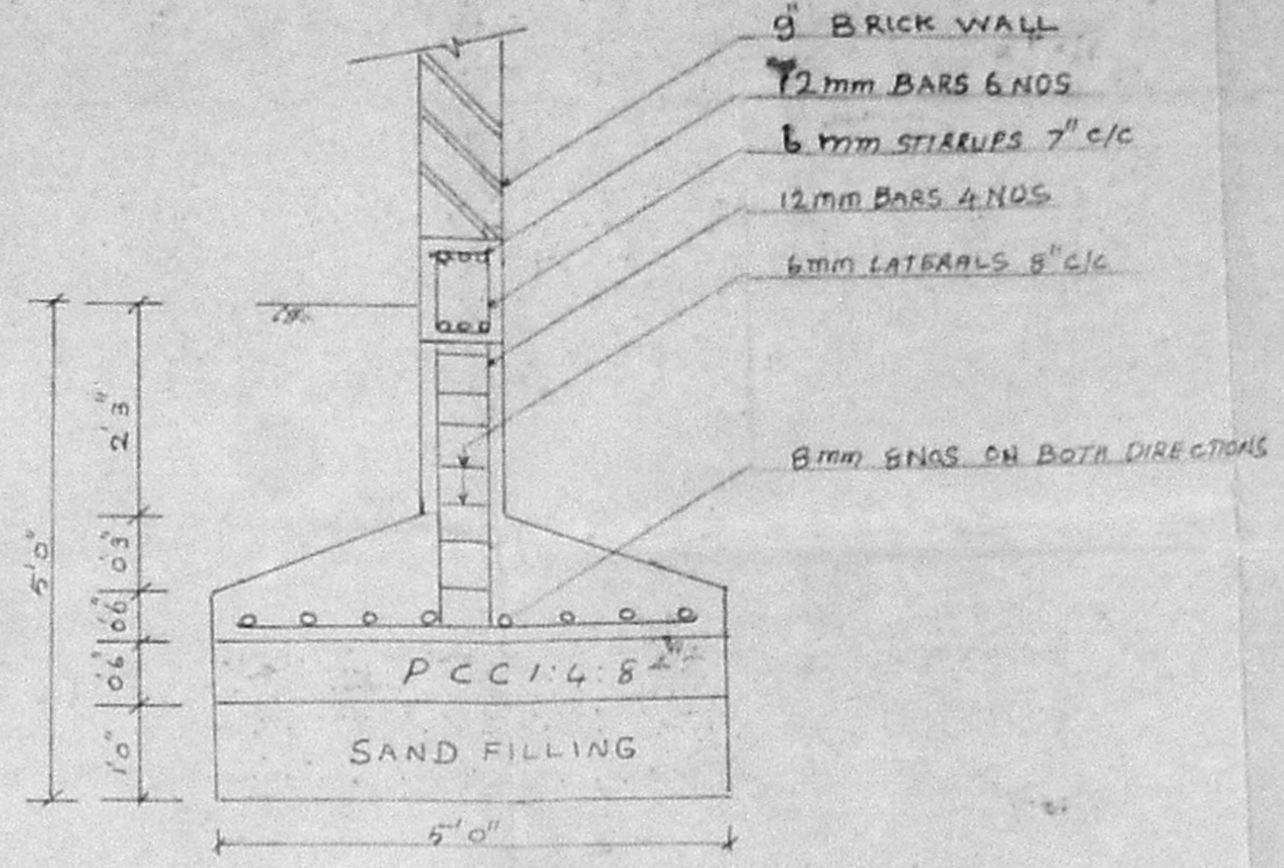 9" BRICK WALL
12mm BARS 6 NOS
6 mm STIRRUPS 7" c/c
12mm BARS 4 NOS
6mm LATERALS 8" c/c
8mm 8NOS ON BOTH DIRECTIONS
5'0"
2'3"
0'3"
0'6"
0'6"
1'0"
P C C 1:4:8
SAND FILLING
5'0"